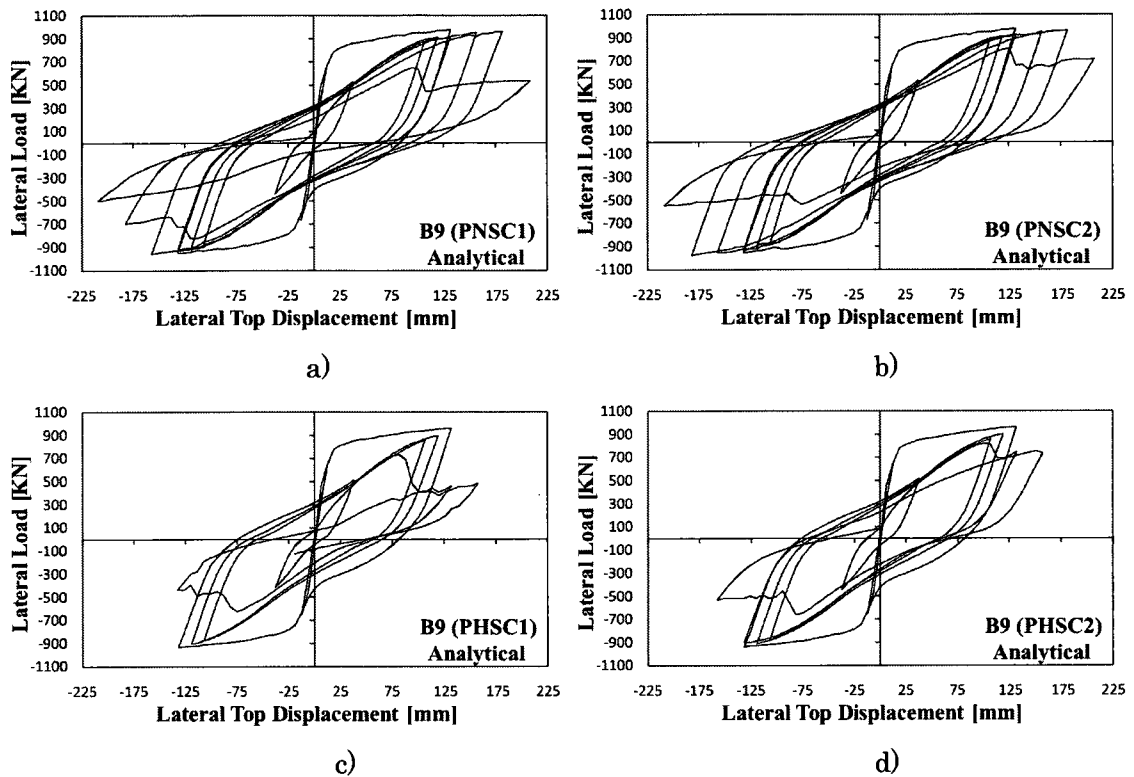 1100
900
700
500
300
100
-100
-300
-500
-700
-900
-1100
Lateral Load [KN]
B9 (PNSC1)
Analytical
-225 -175 -125 -75 -25 25 75 125 175 225
Lateral Top Displacement [mm]
a)
1100
900
700
500
300
100
-100
-300
-500
-700
-900
-1100
Lateral Load [KN]
B9 (PNSC2)
Analytical
-225 -175 -125 -75 -25 25 75 125 175 225
Lateral Top Displacement [mm]
b)
1100
900
700
500
300
100
-100
-300
-500
-700
-900
-1100
Lateral Load [KN]
B9 (PHSC1)
Analytical
-225 -175 -125 -75 -25 25 75 125 175 225
Lateral Top Displacement [mm]
c)
1100
900
700
500
300
100
-100
-300
-500
-700
-900
-1100
Lateral Load [KN]
B9 (PHSC2)
Analytical
-225 -175 -125 -75 -25 25 75 125 175 225
Lateral Top Displacement [mm]
d)